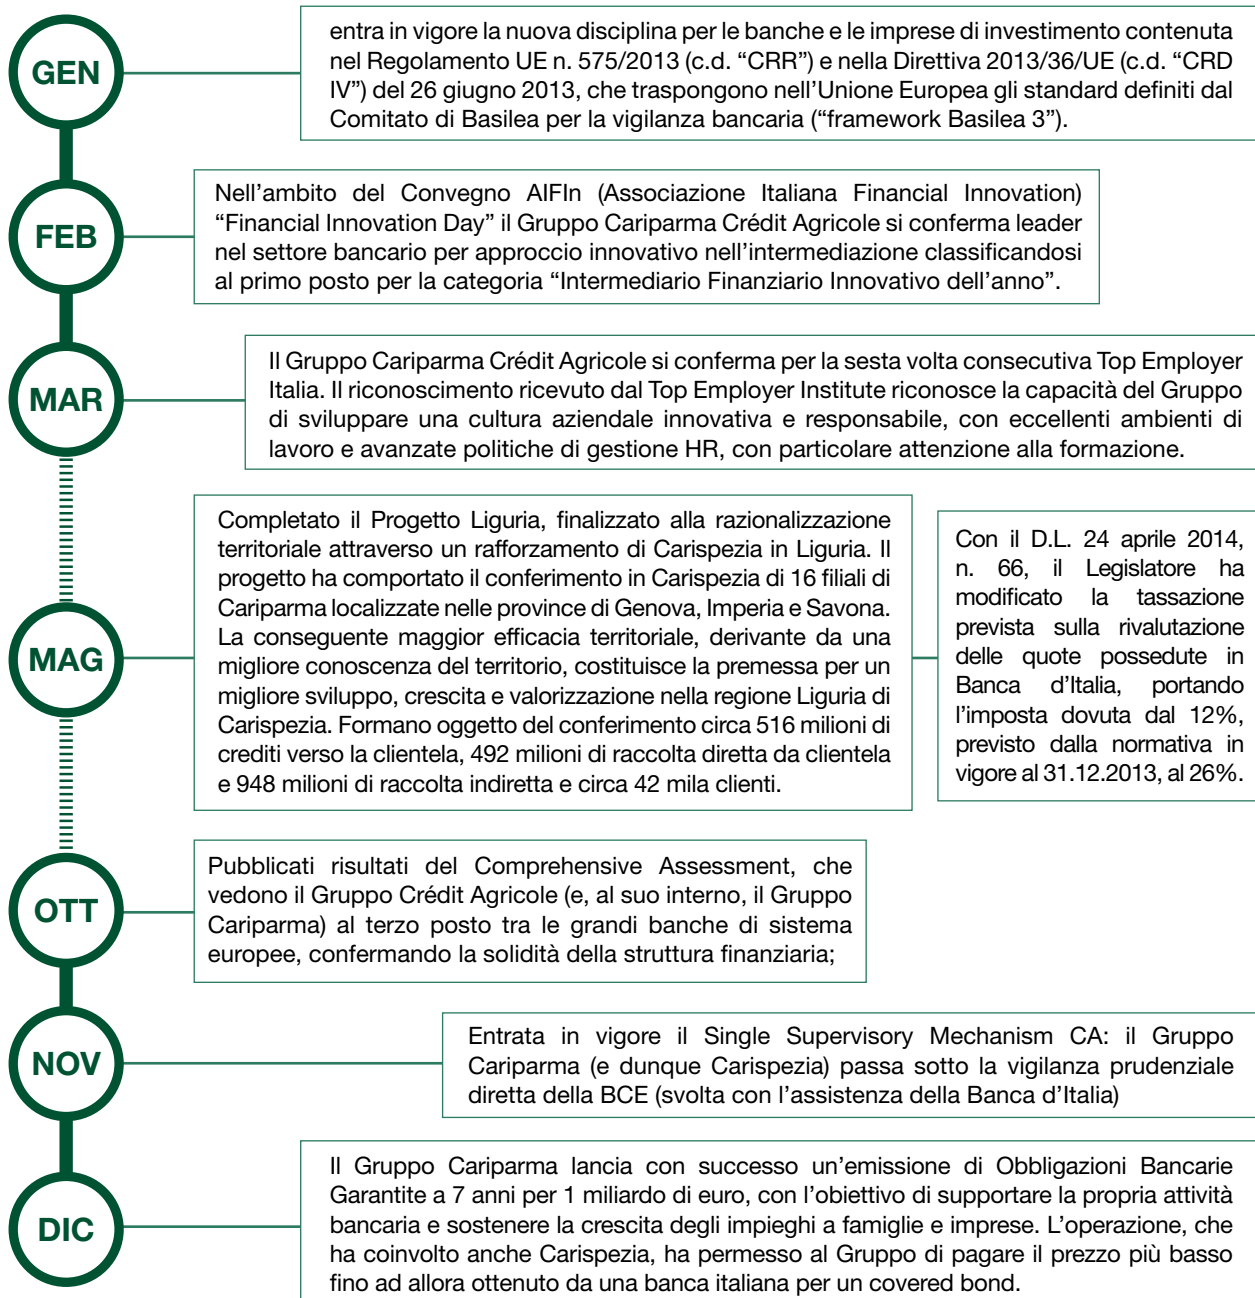 GEN
entra in vigore la nuova disciplina per le banche e le imprese di investimento contenuta
nel Regolamento UE n. 575/2013 (c.d. “CRR”) e nella Direttiva 2013/36/UE (c.d. “CRD
IV”) del 26 giugno 2013, che traspongono nell’Unione Europea gli standard definiti dal
Comitato di Basilea per la vigilanza bancaria (“framework Basilea 3”).
FEB
Nell’ambito del Convegno AIFIn (Associazione Italiana Financial Innovation)
“Financial Innovation Day” il Gruppo Cariparma Crédit Agricole si conferma leader
nel settore bancario per approccio innovativo nell’intermediazione classificandosi
al primo posto per la categoria “Intermediario Finanziario Innovativo dell’anno”.
MAR
Il Gruppo Cariparma Crédit Agricole si conferma per la sesta volta consecutiva Top Employer
Italia. Il riconoscimento ricevuto dal Top Employer Institute riconosce la capacità del Gruppo
di sviluppare una cultura aziendale innovativa e responsabile, con eccellenti ambienti di
lavoro e avanzate politiche di gestione HR, con particolare attenzione alla formazione.
MAG
Completato il Progetto Liguria, finalizzato alla razionalizzazione
territoriale attraverso un rafforzamento di Carispezia in Liguria. Il
progetto ha comportato il conferimento in Carispezia di 16 filiali di
Cariparma localizzate nelle province di Genova, Imperia e Savona.
La conseguente maggior efficacia territoriale, derivante da una
migliore conoscenza del territorio, costituisce la premessa per un
migliore sviluppo, crescita e valorizzazione nella regione Liguria di
Carispezia. Formano oggetto del conferimento circa 516 milioni di
crediti verso la clientela, 492 milioni di raccolta diretta da clientela
e 948 milioni di raccolta indiretta e circa 42 mila clienti.
Con il D.L. 24 aprile 2014,
n. 66, il Legislatore ha
modificato la tassazione
prevista sulla rivalutazione
delle quote possedute in
Banca d’Italia, portando
l’imposta dovuta dal 12%,
previsto dalla normativa in
vigore al 31.12.2013, al 26%.
OTT
Pubblicati risultati del Comprehensive Assessment, che
vedono il Gruppo Crédit Agricole (e, al suo interno, il Gruppo
Cariparma) al terzo posto tra le grandi banche di sistema
europee, confermando la solidità della struttura finanziaria;
NOV
Entrata in vigore il Single Supervisory Mechanism CA: il Gruppo
Cariparma (e dunque Carispezia) passa sotto la vigilanza prudenziale
diretta della BCE (svolta con l’assistenza della Banca d’Italia)
DIC
Il Gruppo Cariparma lancia con successo un’emissione di Obbligazioni Bancarie
Garantite a 7 anni per 1 miliardo di euro, con l’obiettivo di supportare la propria attività
bancaria e sostenere la crescita degli impieghi a famiglie e imprese. L’operazione, che
ha coinvolto anche Carispezia, ha permesso al Gruppo di pagare il prezzo più basso
fino ad allora ottenuto da una banca italiana per un covered bond.